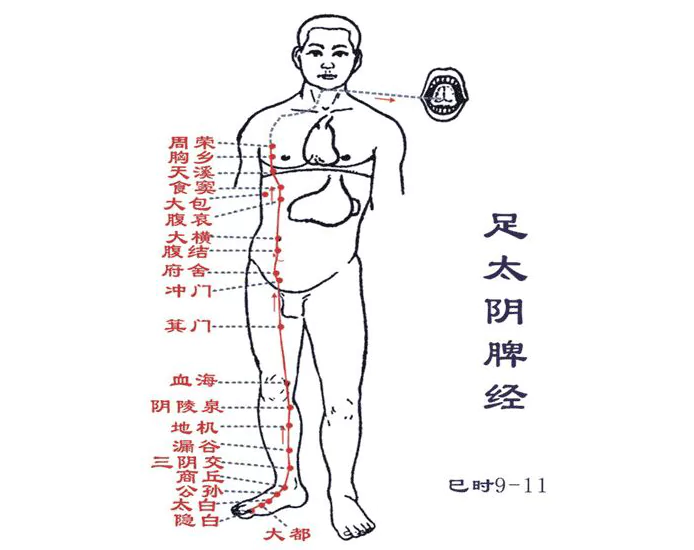 周荣
胸乡
天溪
食窦
大包
腹哀
大横
腹结
府舍
冲门
箕门
血海
阴陵泉
地机
漏谷
三阴交
商丘
公孙
太白
隐白
大都
足太阴脾经
巳时9-11